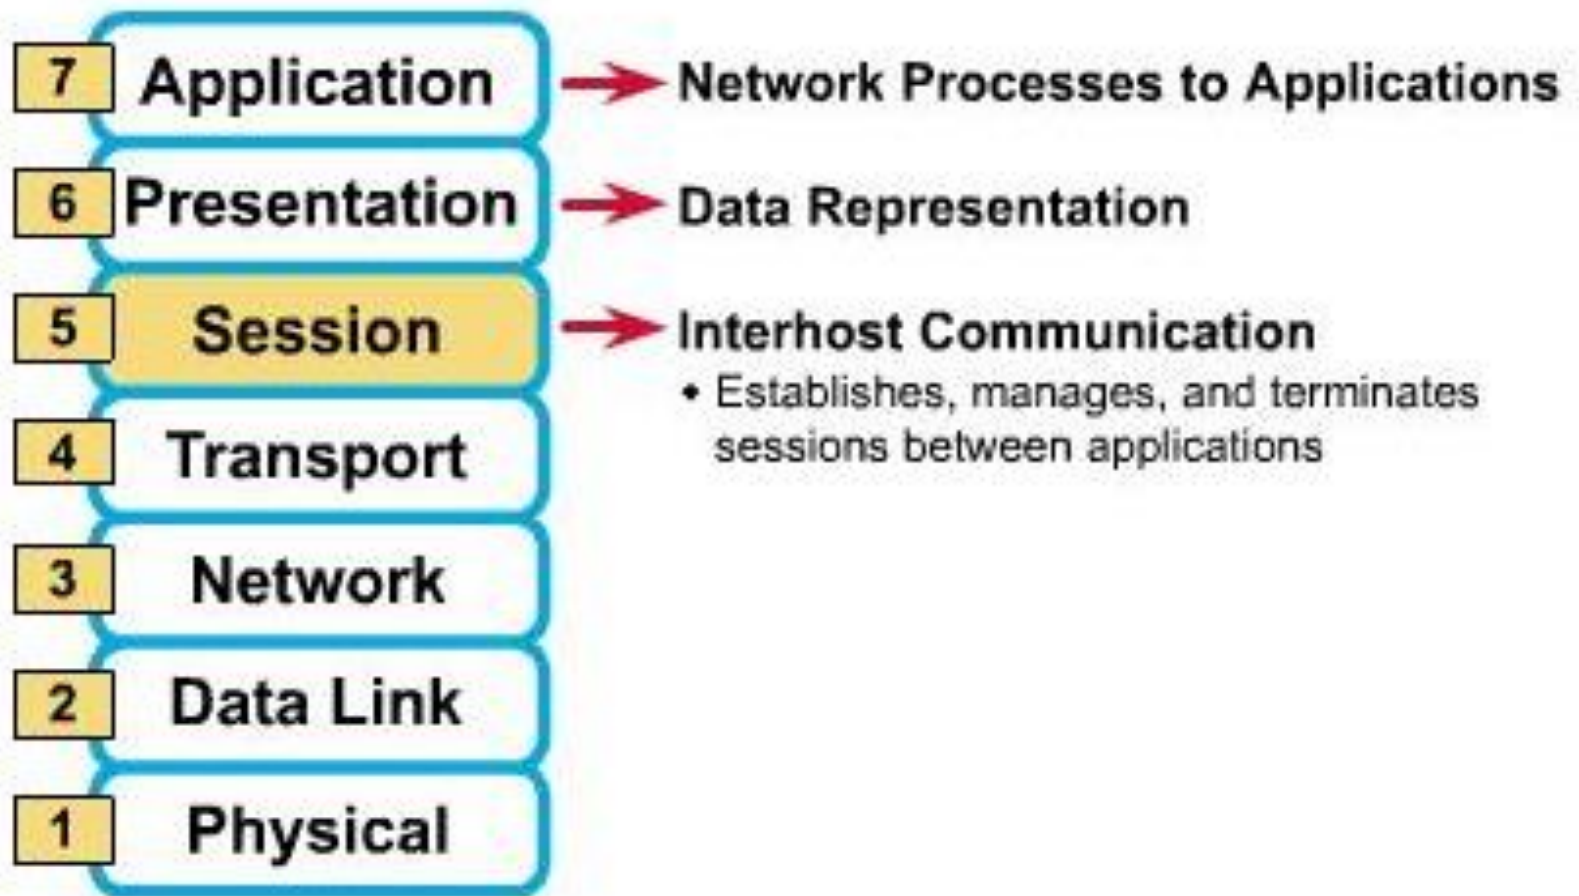 7 Application → Network Processes to Applications
6 Presentation → Data Representation
5 Session → Interhost Communication
• Establishes, manages, and terminates
sessions between applications
4 Transport
3 Network
2 Data Link
1 Physical